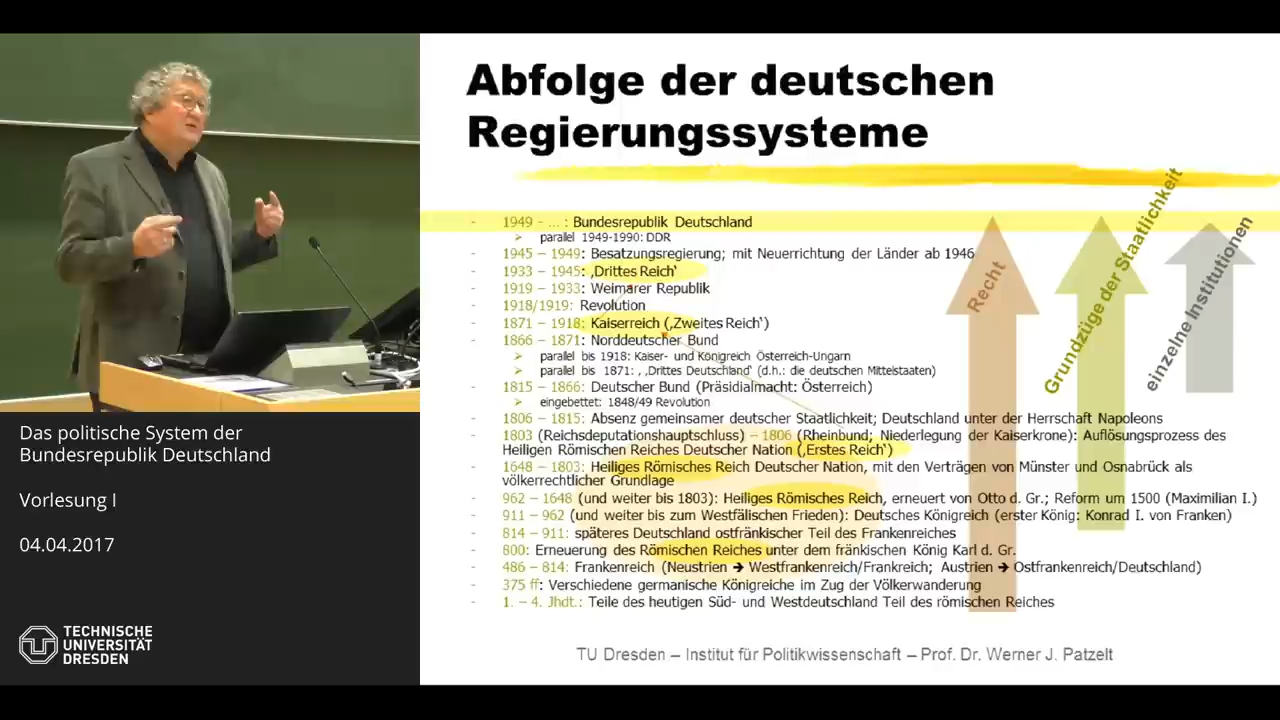 Abfolge der deutschen
Regierungssysteme
- 1949 - ... : Bundesrepublik Deutschland
➢ parallel 1949-1990: DDR
- 1945 – 1949: Besatzungsregierung; mit Neuerrichtung der Länder ab 1946
- 1933 – 1945: ‚Drittes Reich‘
- 1919 – 1933: Weimarer Republik
- 1918/1919: Revolution
- 1871 – 1918: Kaiserreich (‚Zweites Reich‘)
- 1866 – 1871: Norddeutscher Bund
➢ parallel bis 1918: Kaiser- und Königreich Österreich-Ungarn
➢ parallel bis 1871: , ‚Drittes Deutschland‘ (d.h.: die deutschen Mittelstaaten)
- 1815 – 1866: Deutscher Bund (Präsidialmacht: Österreich)
➢ eingebettet: 1848/49 Revolution
- 1806 – 1815: Absenz gemeinsamer deutscher Staatlichkeit; Deutschland unter der Herrschaft Napoleons
- 1803 (Reichsdeputationshauptschluss) – 1806 (Rheinbund; Niederlegung der Kaiserkrone): Auflösungsprozess des
Heiligen Römischen Reiches Deutscher Nation (‚Erstes Reich‘)
- 1648 – 1803: Heiliges Römisches Reich Deutscher Nation, mit den Verträgen von Münster und Osnabrück als
völkerrechtlicher Grundlage
- 962 – 1648 (und weiter bis 1803): Heiliges Römisches Reich, erneuert von Otto d. Gr.; Reform um 1500 (Maximilian I.)
- 911 – 962 (und weiter bis zum Westfälischen Frieden): Deutsches Königreich (erster König: Konrad I. von Franken)
- 814 – 911: späteres Deutschland ostfränkischer Teil des Frankenreiches
- 800: Erneuerung des Römischen Reiches unter dem fränkischen König Karl d. Gr.
- 486 – 814: Frankenreich (Neustrien ➔ Westfrankenreich/Frankreich; Austrien ➔ Ostfrankenreich/Deutschland)
- 375 ff: Verschiedene germanische Königreiche im Zug der Völkerwanderung
- 1. – 4. Jhdt.: Teile des heutigen Süd- und Westdeutschland Teil des römischen Reiches
Recht
Grundzüge der Staatlichkeit
einzelne Institutionen
TU Dresden – Institut für Politikwissenschaft – Prof. Dr. Werner J. Patzelt
Das politische System der
Bundesrepublik Deutschland
Vorlesung I
04.04.2017
TECHNISCHE
UNIVERSITÄT
DRESDEN